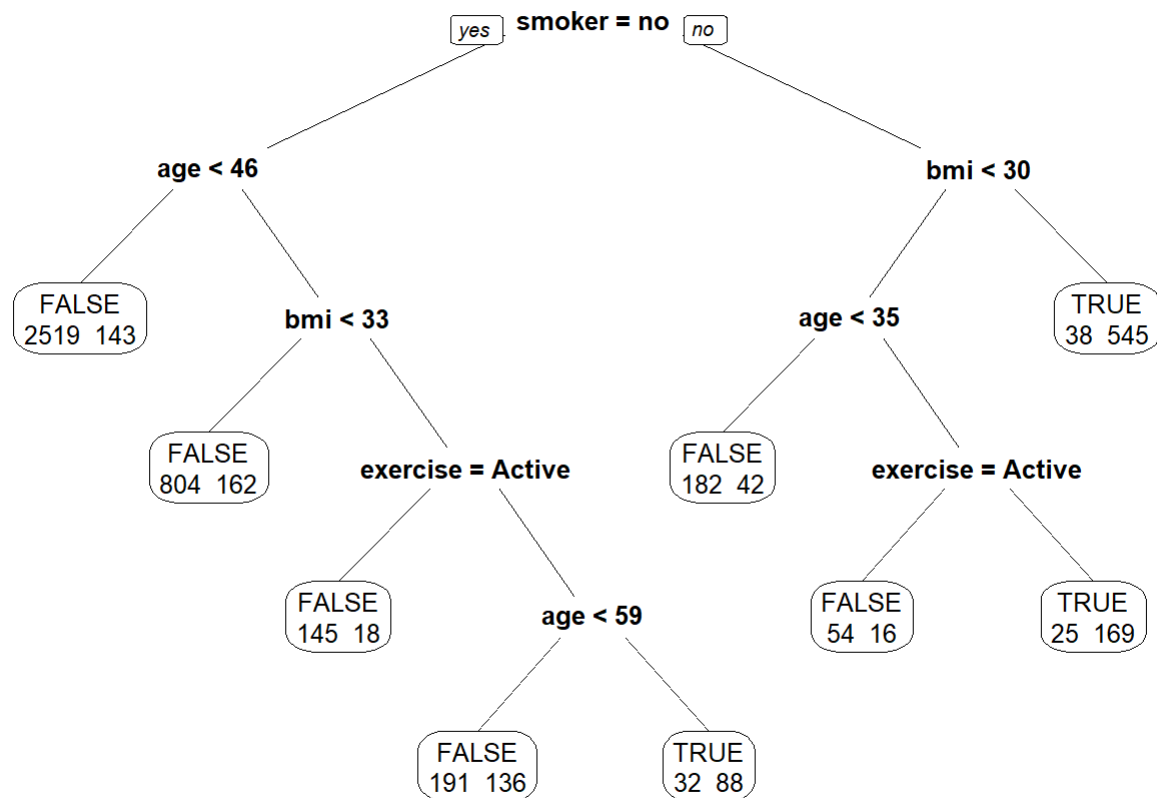 yes smoker = no no
age < 46 bmi < 30
FALSE
2519 143
bmi < 33
age < 35
TRUE
38 545
FALSE
804 162
exercise = Active
FALSE
182 42
exercise = Active
FALSE
145 18
age < 59
FALSE
54 16
TRUE
25 169
FALSE
191 136
TRUE
32 88